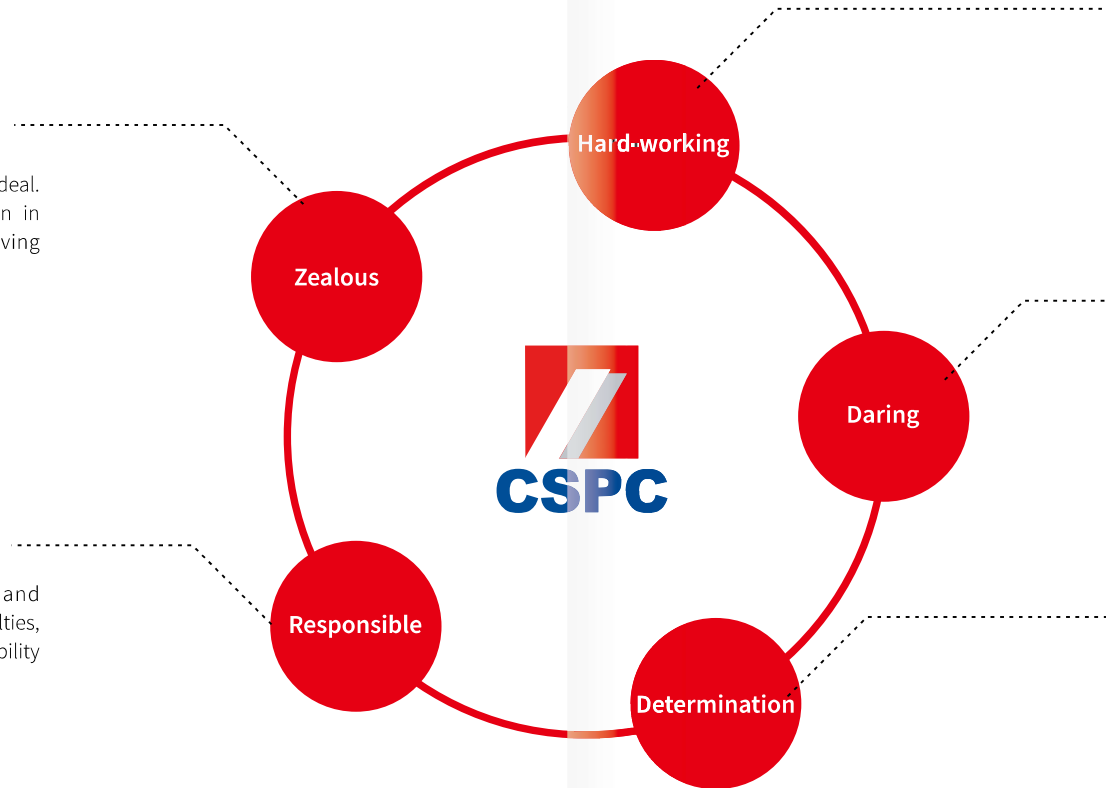 Hard-working
deal.
n in
ving
Zealous
Daring
CSPC
and
lties,
bility
Responsible
Determination